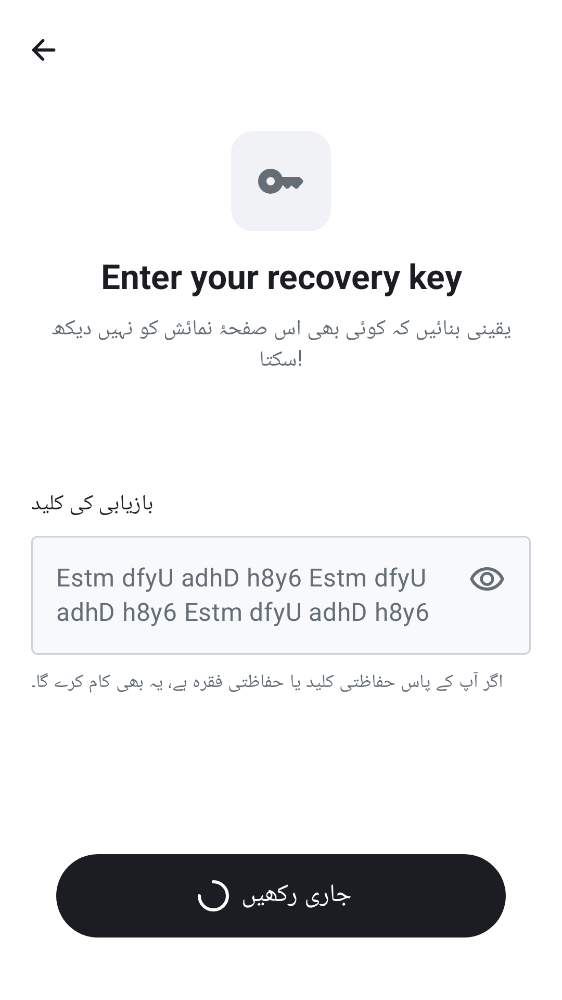 Enter your recovery key
یقینی بنائیں کہ کوئی بھی اس صفحۂ نمائش کو نہیں دیکھ
سکتا!
بازیابی کی کلید
Estm dfyU adhD h8y6 Estm dfyU
adhD h8y6 Estm dfyU adhD h8y6
اگر آپ کے پاس حفاظتی کلید یا حفاظتی فقرہ ہے، یہ بھی کام کرے گا۔
جاری رکھیں